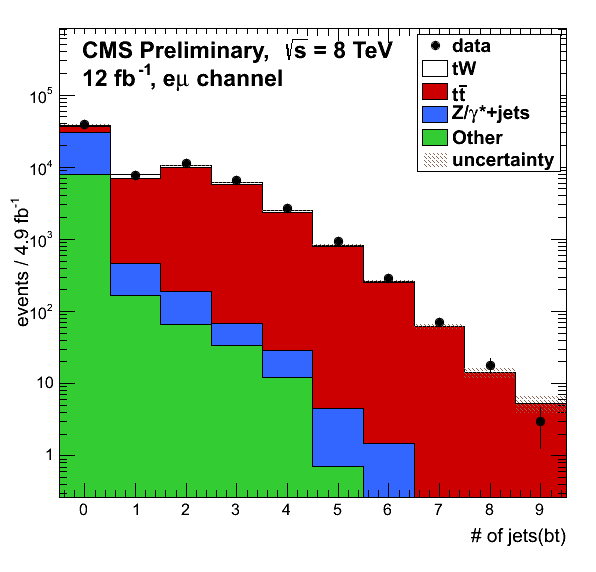 CMS Preliminary, √s = 8 TeV
12 fb⁻¹, eμ channel
data
tW
tt̄
Z/γ*+jets
Other
uncertainty
events / 4.9 fb⁻¹
10⁵
10⁴
10³
10²
10
1
0 1 2 3 4 5 6 7 8 9
# of jets(bt)